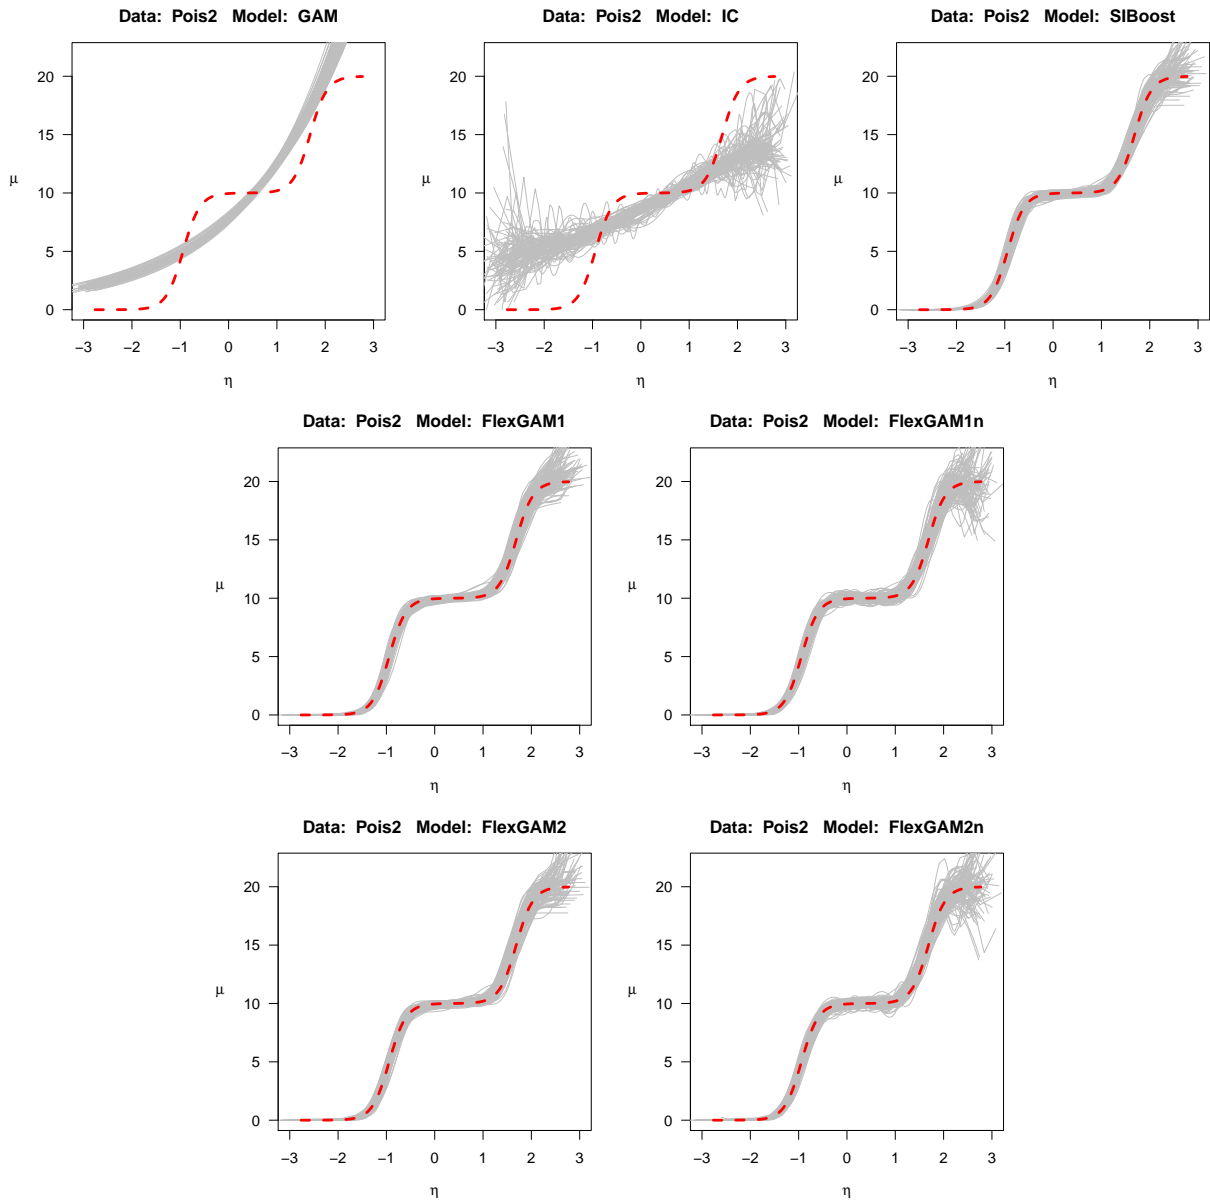 Data: Pois2 Model: GAM
20
15
μ
10
5
0
−3 −2 −1 0 1 2 3
η
Data: Pois2 Model: IC
20
15
μ
10
5
0
−3 −2 −1 0 1 2 3
η
Data: Pois2 Model: SIBoost
20
15
μ
10
5
0
−3 −2 −1 0 1 2 3
η
Data: Pois2 Model: FlexGAM1
20
15
μ
10
5
0
−3 −2 −1 0 1 2 3
η
Data: Pois2 Model: FlexGAM1n
20
15
μ
10
5
0
−3 −2 −1 0 1 2 3
η
Data: Pois2 Model: FlexGAM2
20
15
μ
10
5
0
−3 −2 −1 0 1 2 3
η
Data: Pois2 Model: FlexGAM2n
20
15
μ
10
5
0
−3 −2 −1 0 1 2 3
η